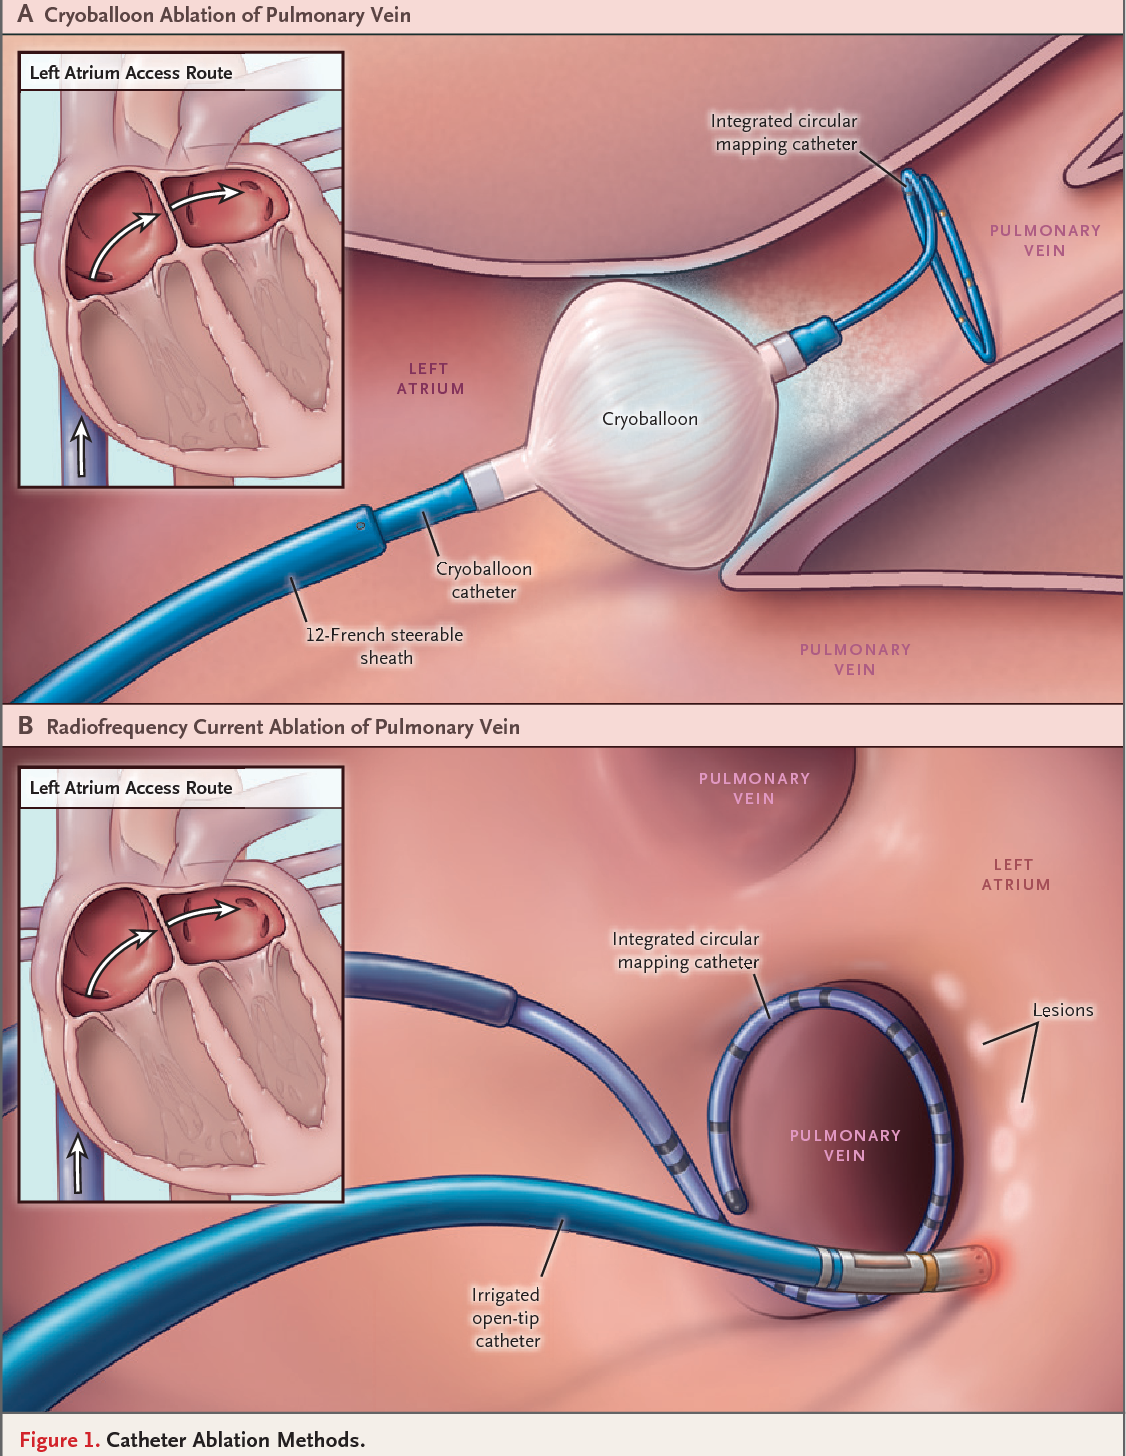 A Cryoballoon Ablation of Pulmonary Vein
Left Atrium Access Route
Integrated circular
mapping catheter
PULMONARY
VEIN
LEFT
ATRIUM
Cryoballoon
Cryoballoon
catheter
12-French steerable
sheath
PULMONARY
VEIN
B Radiofrequency Current Ablation of Pulmonary Vein
Left Atrium Access Route
PULMONARY
VEIN
LEFT
ATRIUM
Integrated circular
mapping catheter
Lesions
PULMONARY
VEIN
Irrigated
open-tip
catheter
Figure 1. Catheter Ablation Methods.